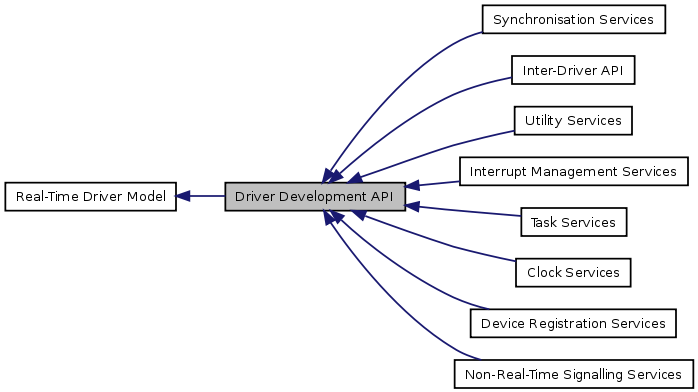 Synchronisation Services
Inter-Driver API
Utility Services
Interrupt Management Services
Real-Time Driver Model
Driver Development API
Task Services
Clock Services
Device Registration Services
Non-Real-Time Signalling Services